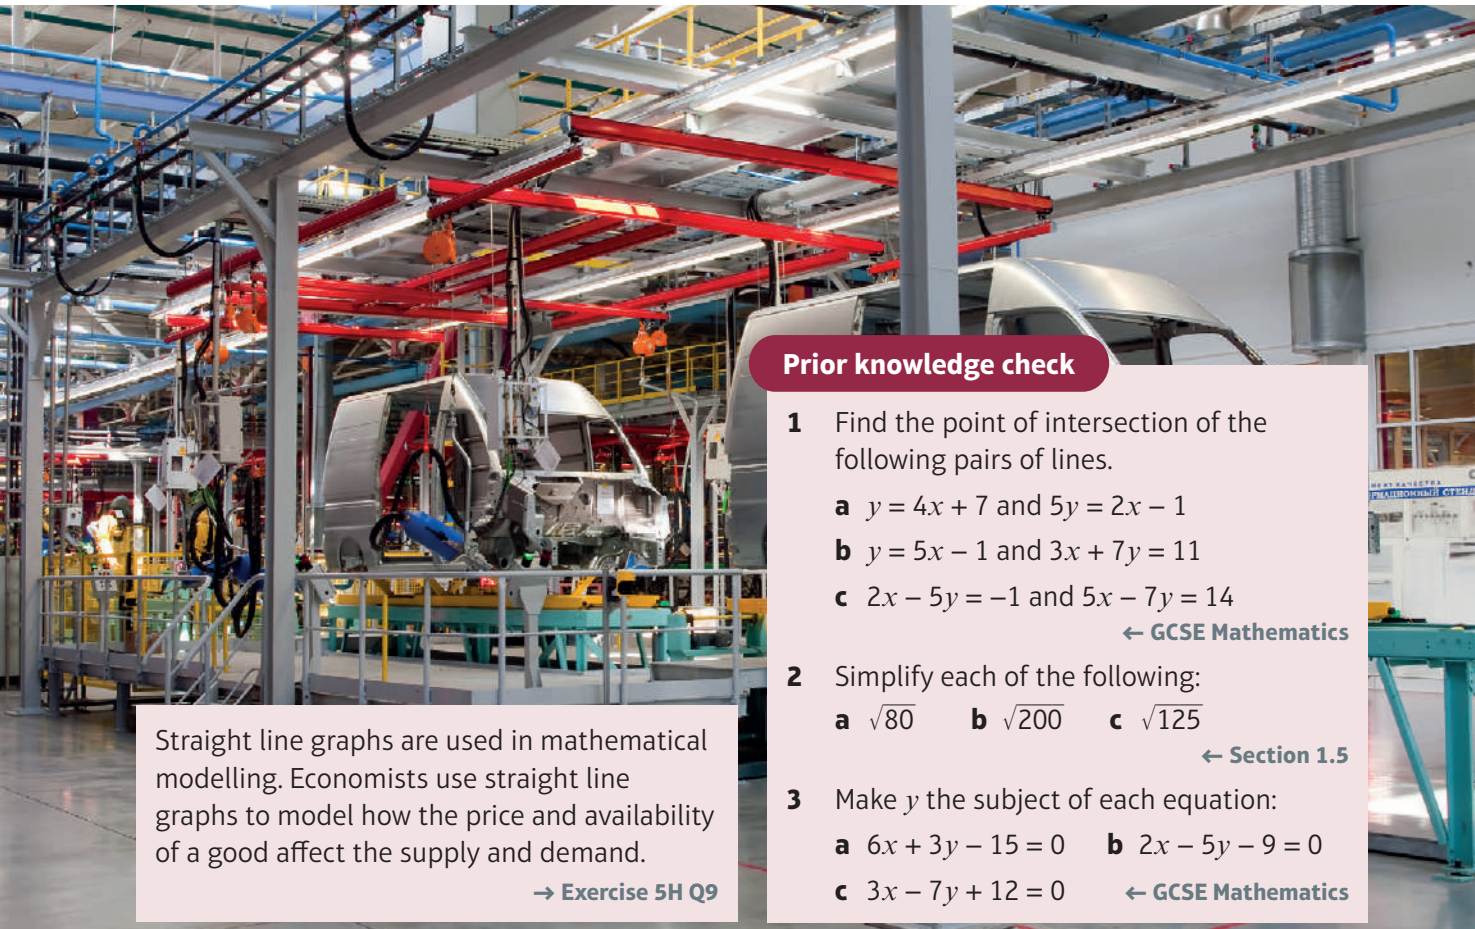 Prior knowledge check
1 Find the point of intersection of the
following pairs of lines.
a y = 4x + 7 and 5y = 2x − 1
b y = 5x − 1 and 3x + 7y = 11
c 2x − 5y = −1 and 5x − 7y = 14
← GCSE Mathematics
2 Simplify each of the following:
a √80 b √200 c √125
← Section 1.5
3 Make y the subject of each equation:
a 6x + 3y − 15 = 0 b 2x − 5y − 9 = 0
c 3x − 7y + 12 = 0 ← GCSE Mathematics
Straight line graphs are used in mathematical
modelling. Economists use straight line
graphs to model how the price and availability
of a good affect the supply and demand.
→ Exercise 5H Q9